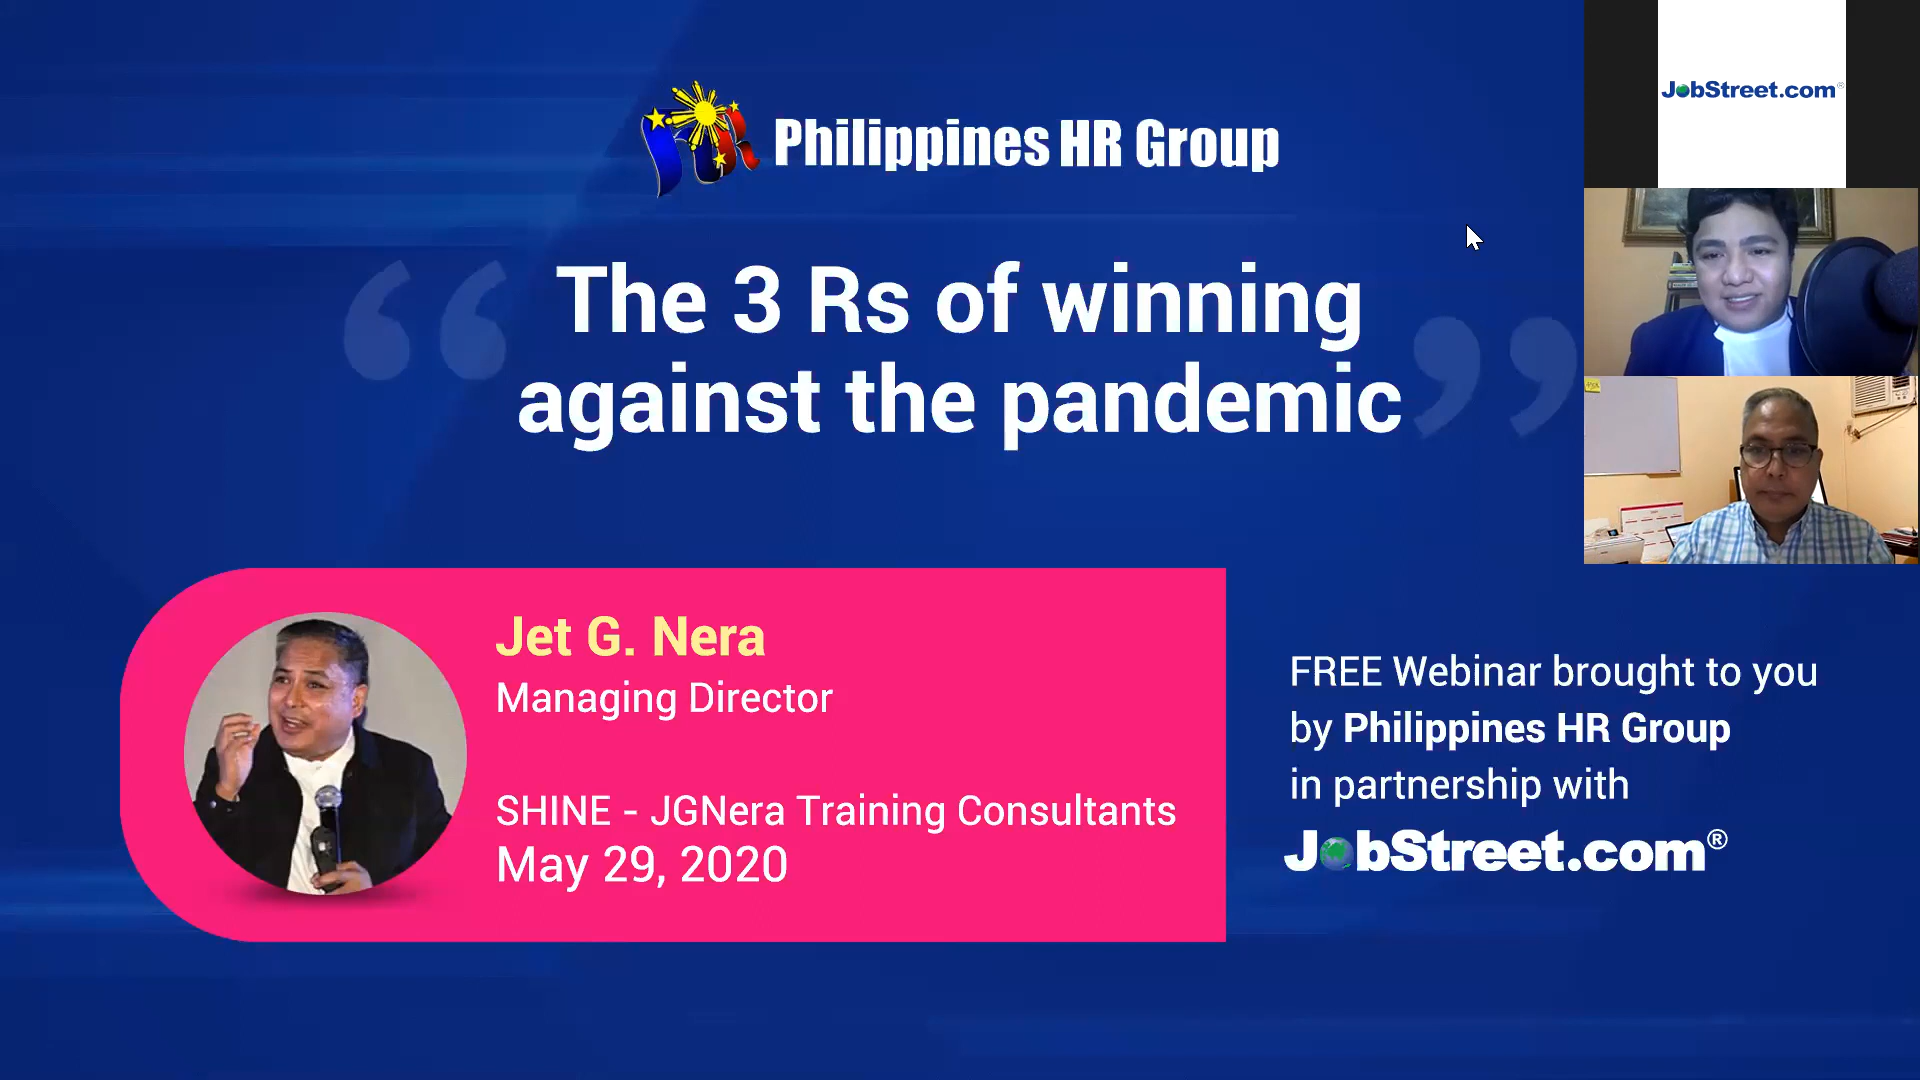 Philippines HR Group
JobStreet.com®
“The 3 Rs of winning
against the pandemic”
Jet G. Nera
Managing Director
SHINE - JGNera Training Consultants
May 29, 2020
FREE Webinar brought to you
by Philippines HR Group
in partnership with
JobStreet.com®